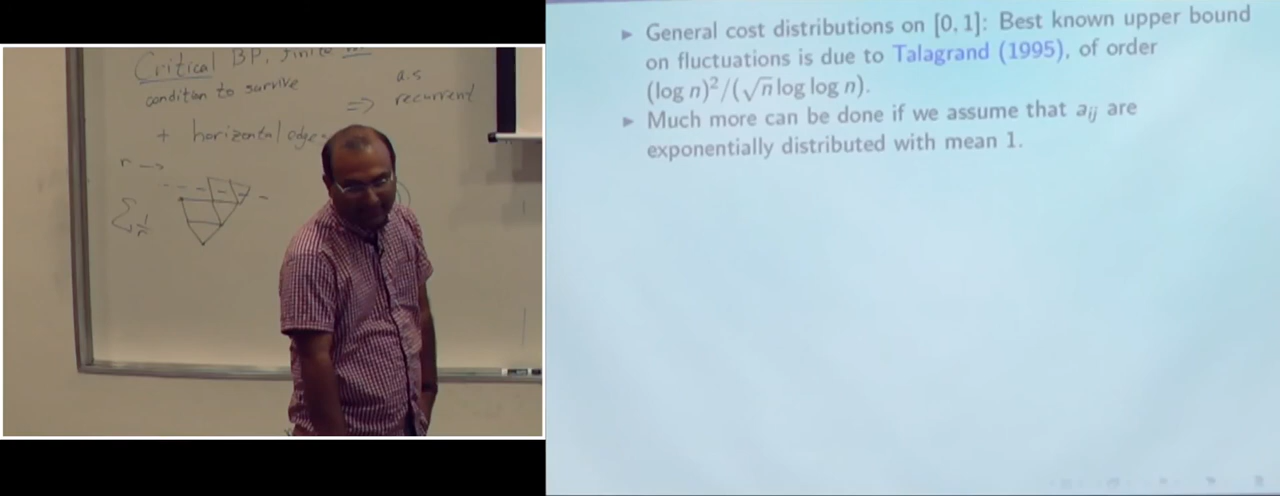 Critical BP, finite m
condition to survive
a.s
⇒ recurrent
+ horizontal edge
r →
Σ 1/r
▶ General cost distributions on [0, 1]: Best known upper bound
on fluctuations is due to Talagrand (1995), of order
(log n)²/(√n log log n).
▶ Much more can be done if we assume that aᵢⱼ are
exponentially distributed with mean 1.